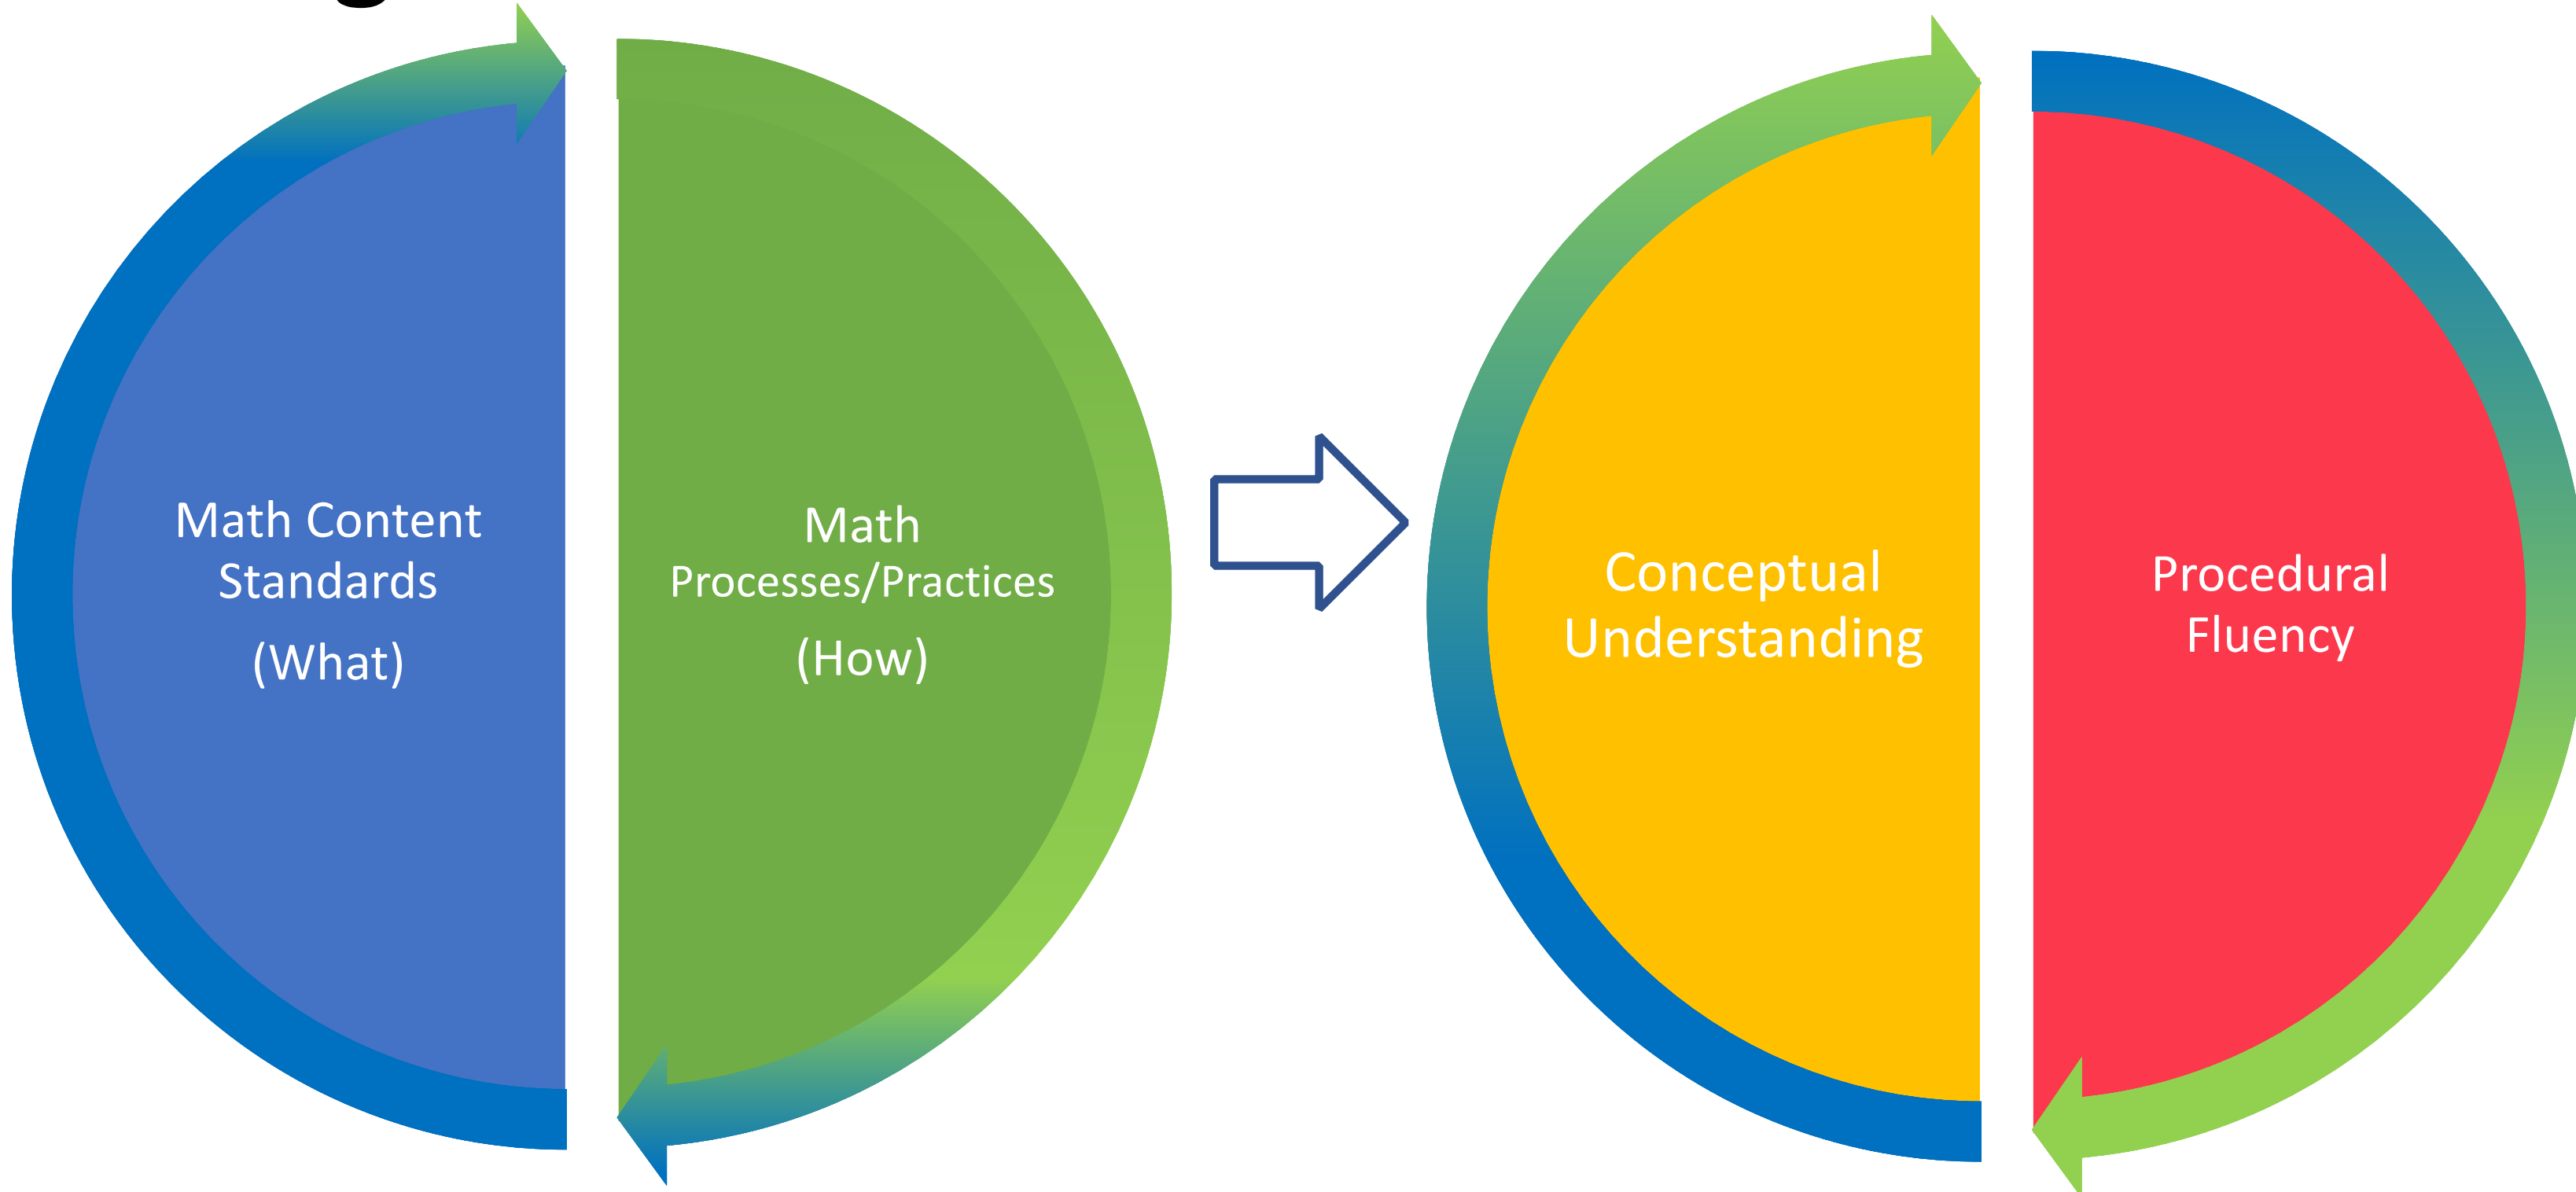 Math Content
Standards
(What)
Math
Processes/Practices
(How)
Conceptual
Understanding
Procedural
Fluency